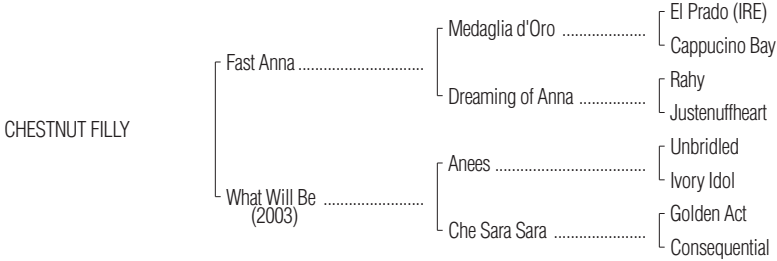 El Prado (IRE)
Medaglia d'Oro ....................
Cappucino Bay
Fast Anna ..............................
Rahy
Dreaming of Anna ................
Justenuffheart
CHESTNUT FILLY
Unbridled
Anees ....................................
Ivory Idol
What Will Be ........................
(2003)
Golden Act
Che Sara Sara ......................
Consequential